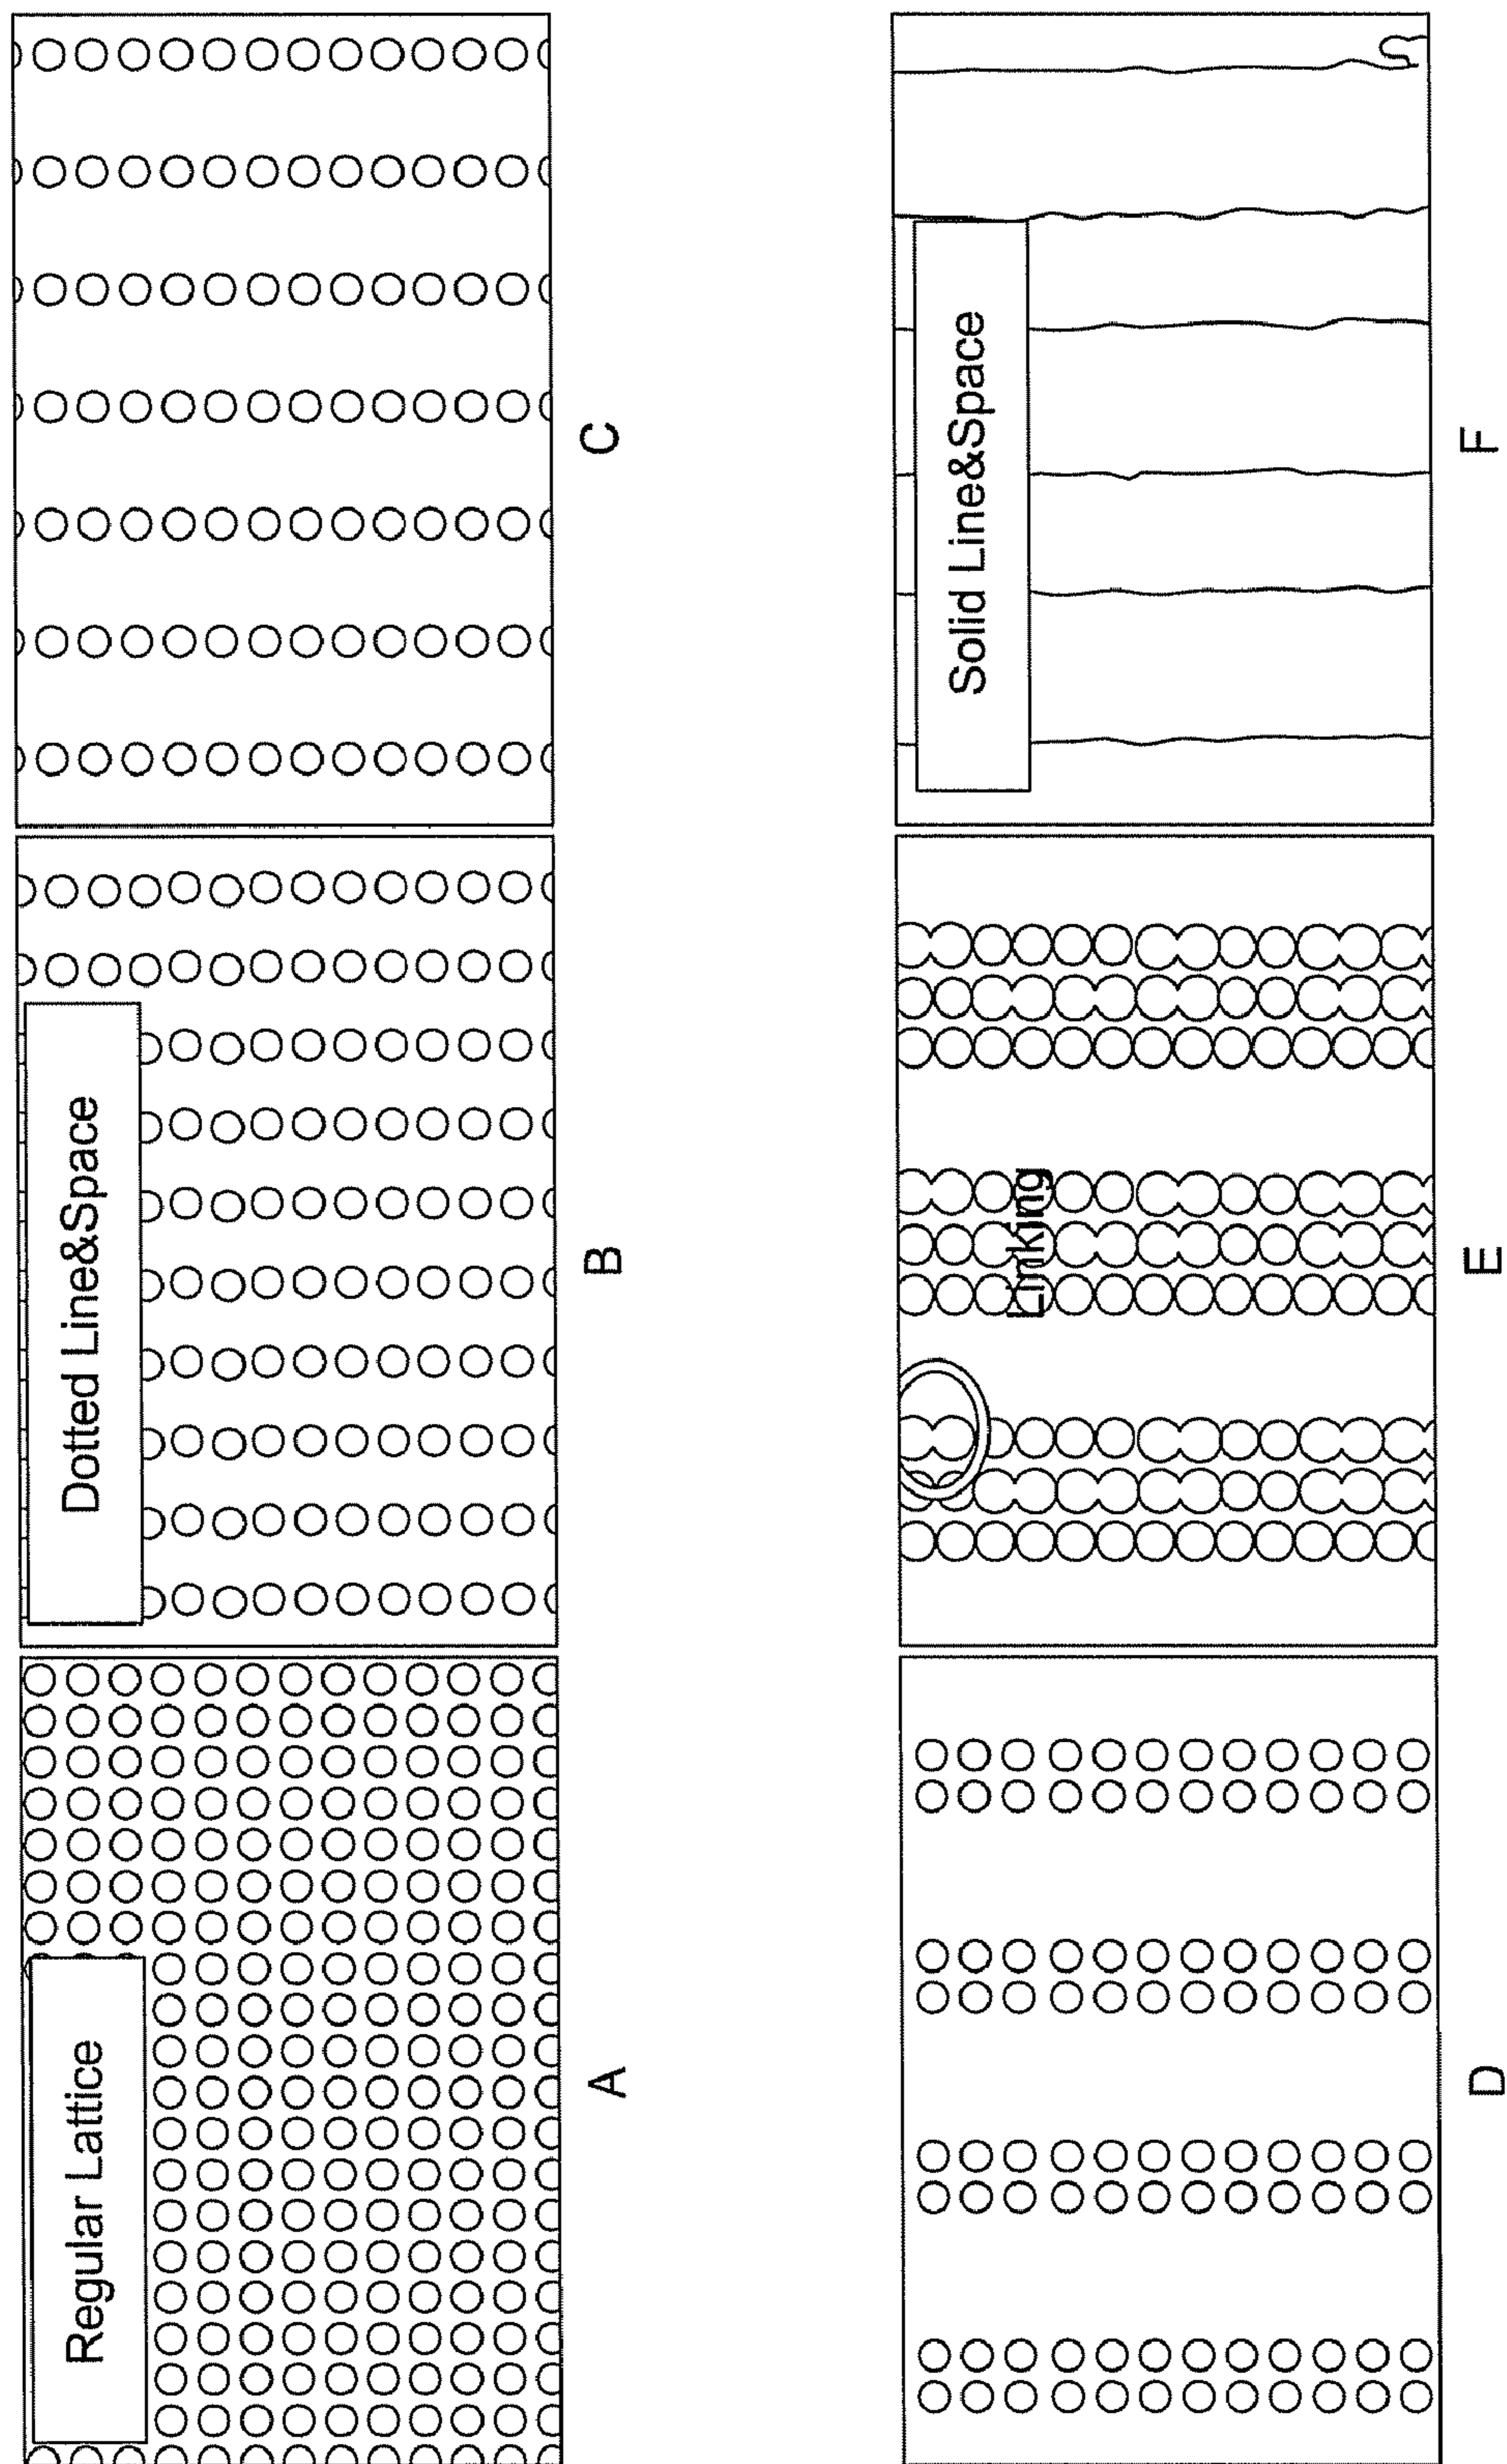 Regular Lattice
A
Dotted Line&Space
B
C
D
Linking
E
Solid Line&Space
F